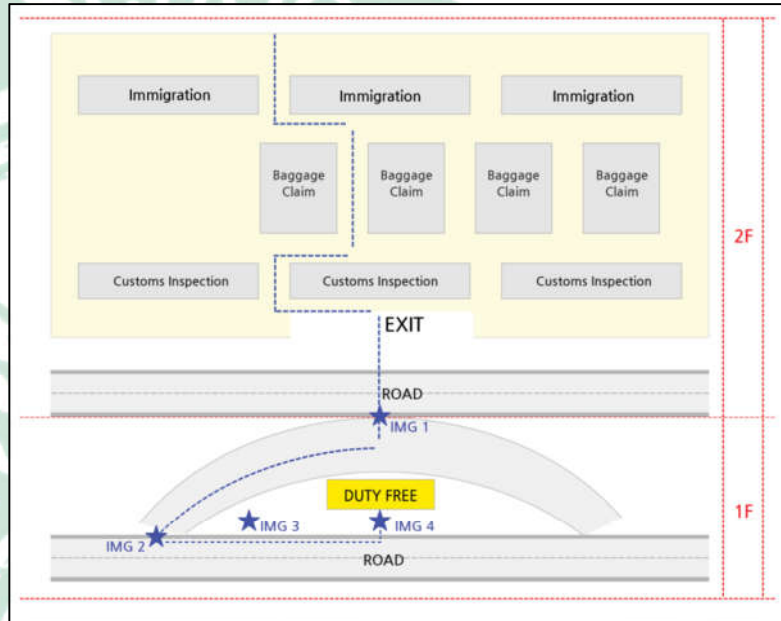 Immigration
Immigration
Immigration
Baggage
Claim
Baggage
Claim
Baggage
Claim
Baggage
Claim
2F
Customs Inspection
Customs Inspection
Customs Inspection
EXIT
ROAD
IMG 1
DUTY FREE
1F
IMG 3
IMG 4
IMG 2
ROAD